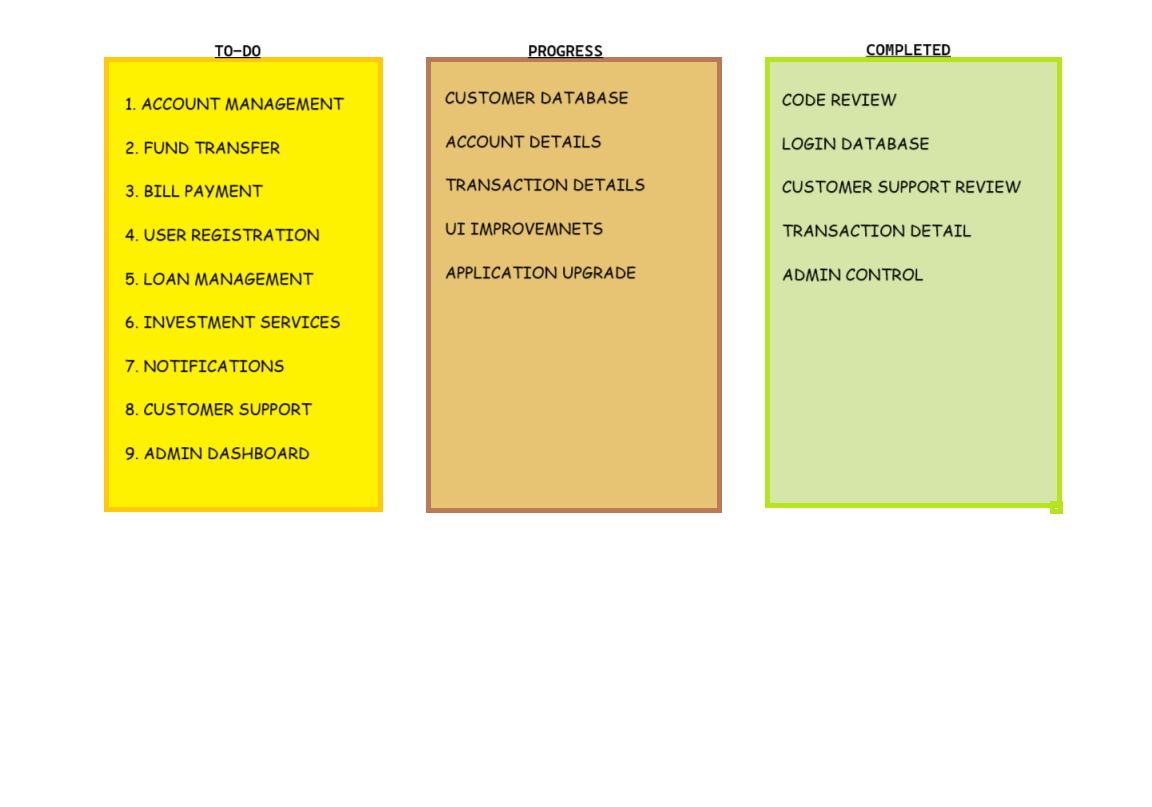 TO-DO
1. ACCOUNT MANAGEMENT
2. FUND TRANSFER
3. BILL PAYMENT
4. USER REGISTRATION
5. LOAN MANAGEMENT
6. INVESTMENT SERVICES
7. NOTIFICATIONS
8. CUSTOMER SUPPORT
9. ADMIN DASHBOARD
PROGRESS
CUSTOMER DATABASE
ACCOUNT DETAILS
TRANSACTION DETAILS
UI IMPROVEMNETS
APPLICATION UPGRADE
COMPLETED
CODE REVIEW
LOGIN DATABASE
CUSTOMER SUPPORT REVIEW
TRANSACTION DETAIL
ADMIN CONTROL